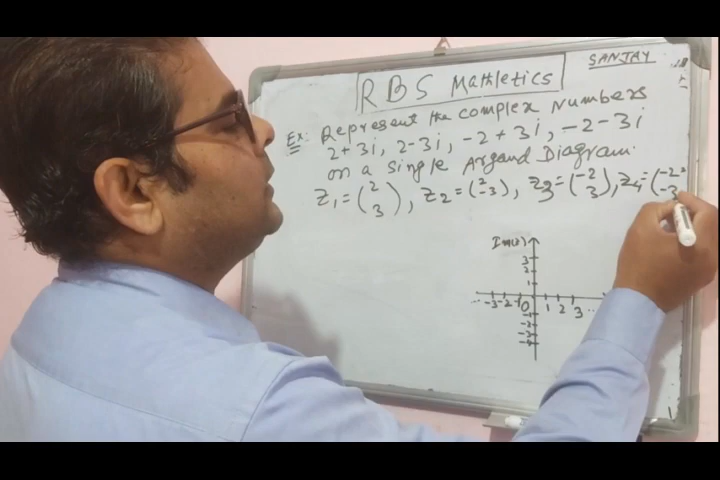 SANJAY
RBS Mathletics
Ex: Represent the Complex Numbers
2+3i, 2-3i, -2+3i, -2-3i
on a Single Argand Diagram.
Z₁ = (2 3), Z₂ = (2 -3), Z₃ = (-2 3), Z₄ = (-2 -3
Im(z)
3
2
1
-3 -2 -1 0 1 2 3 ..
-1
-2
-3
-4